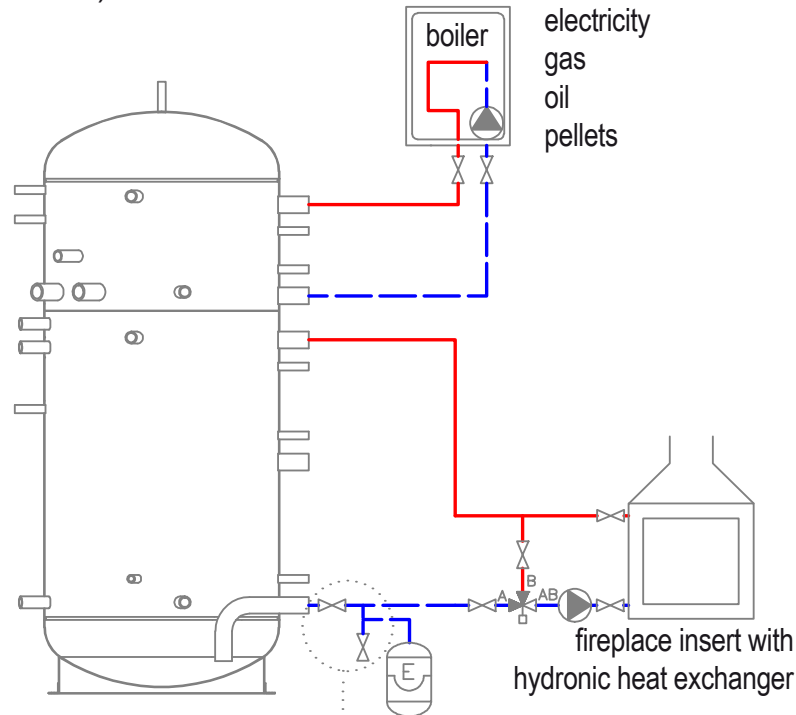 boiler
electricity
gas
oil
pellets
B
A
AB
E
fireplace insert with
hydronic heat exchanger